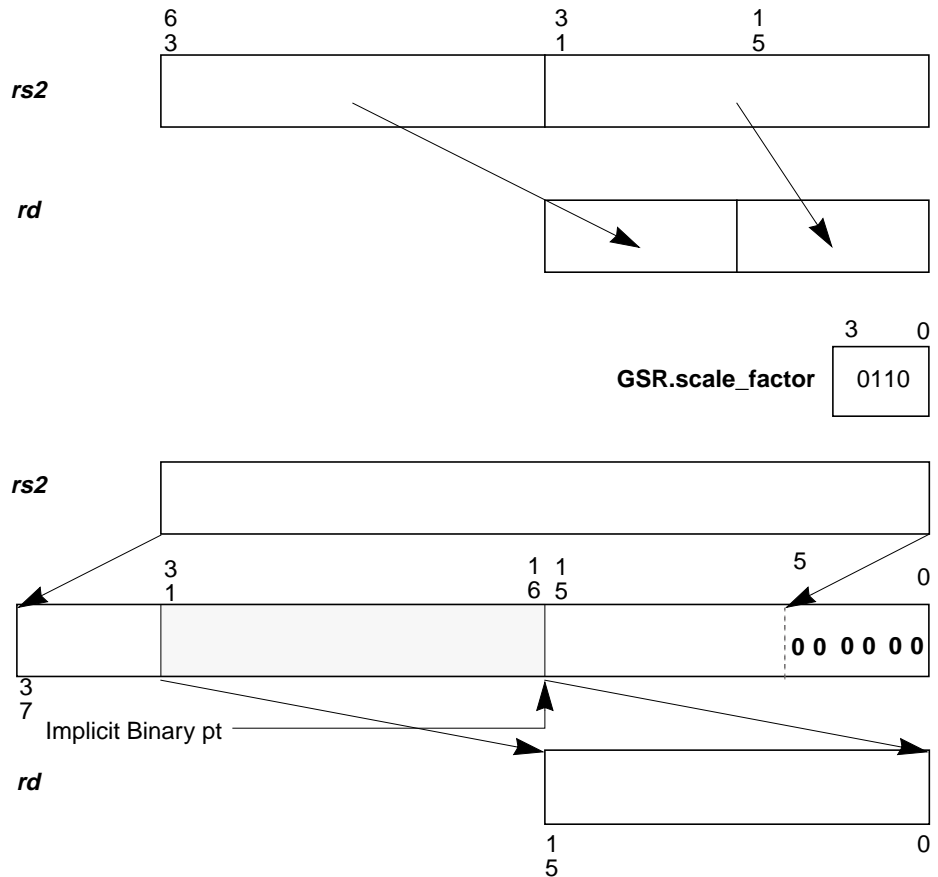 6 3 1
3 1 5
rs2
rd
3 0
GSR.scale_factor 0110
rs2
3 1 1 5 0
1 6 5
0 0 0 0 0 0
3
7
Implicit Binary pt
rd
1 0
5